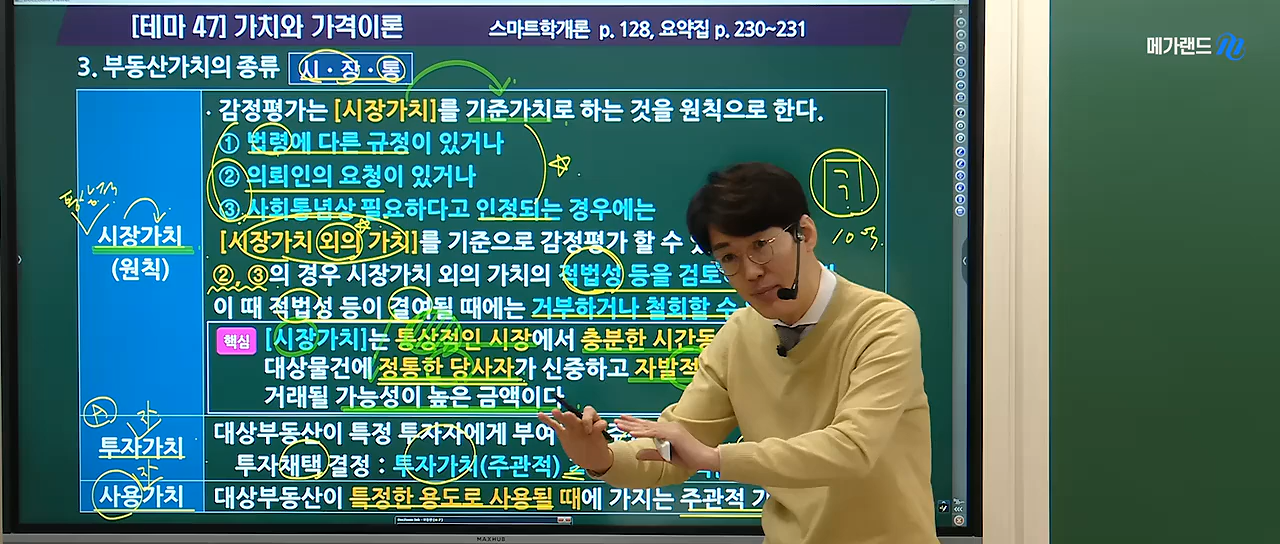 [테마 47] 가치와 가격이론
스마트학개론 p. 128, 요약집 p. 230~231
메가랜드
3. 부동산가치의 종류
시·장·통
· 감정평가는 [시장가치]를 기준가치로 하는 것을 원칙으로 한다.
① 법령에 다른 규정이 있거나
② 의뢰인의 요청이 있거나
③ 사회통념상 필요하다고 인정되는 경우에는
[시장가치 외의 가치]를 기준으로 감정평가 할 수
시장가치
(원칙)
②, ③의 경우 시장가치 외의 가치의 적법성 등을 검토
이 때 적법성 등이 결여될 때에는 거부하거나 철회할 수
핵심 [시장가치]는 통상적인 시장에서 충분한 시간동
대상물건에 정통한 당사자가 신중하고 자발적
거래될 가능성이 높은 금액이다
투자가치
대상부동산이 특정 투자자에게 부여
투자채택 결정 : 투자가치(주관적)
사용가치
대상부동산이 특정한 용도로 사용될 때에 가지는 주관적 가
MAXHUB